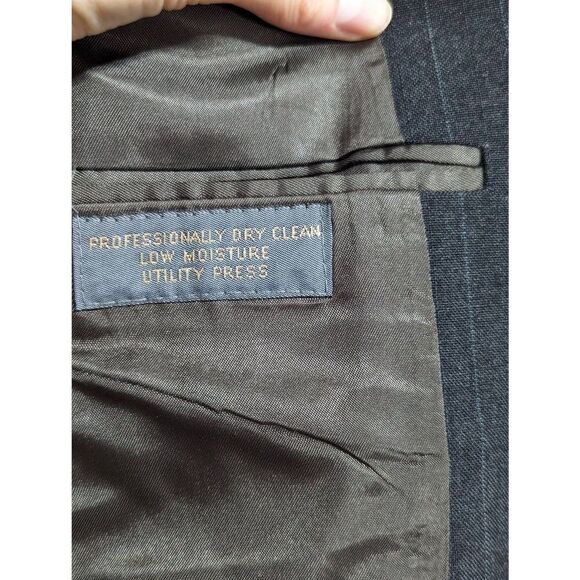 PROFESSIONALLY DRY CLEAN
LOW MOISTURE
UTILITY PRESS